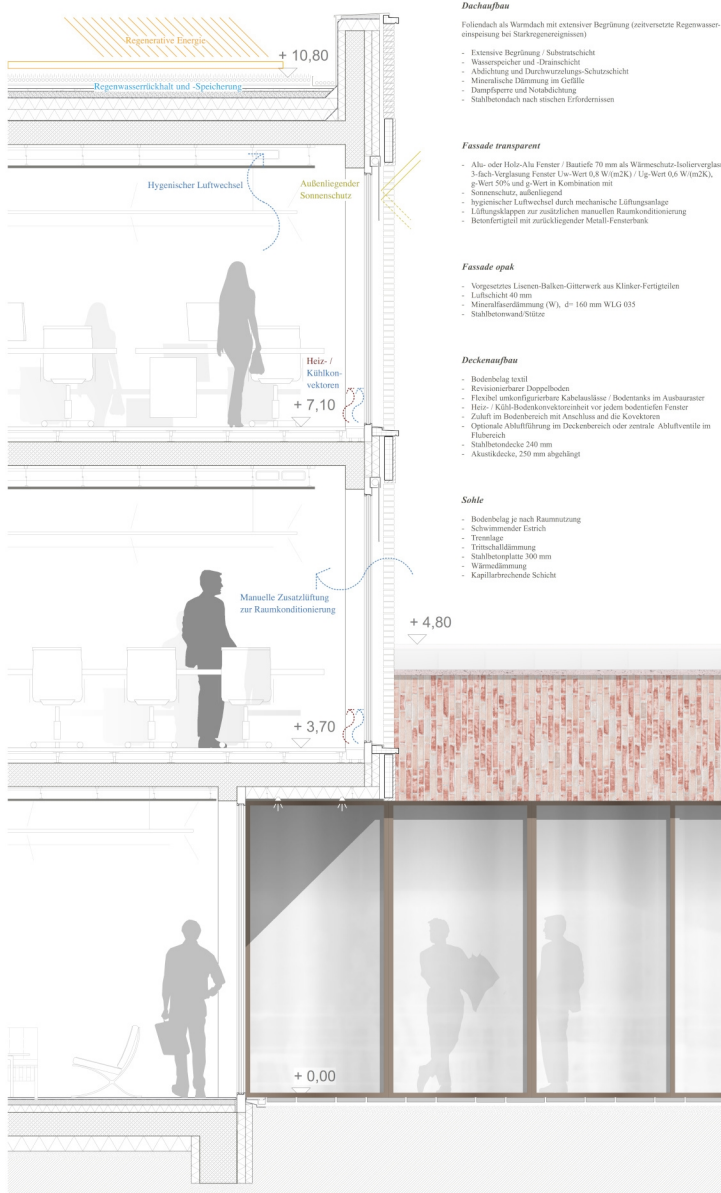 Regenerative Energie
+ 10,80
Regenwasserrückhalt und -Speicherung
Hygenischer Luftwechsel
Außenliegender
Sonnenschutz
Heiz- /
Kühlkon-
vektoren
+ 7,10
Manuelle Zusatzlüftung
zur Raumkonditionierung
+ 4,80
+ 3,70
+ 0,00
Dachaufbau
Foliendach als Warmdach mit extensiver Begrünung (zeitversetzte Regenwasser-
einspeisung bei Starkregenereignissen)
- Extensive Begrünung / Substratschicht
- Wasserspeicher und -Drainschicht
- Abdichtung und Durchwurzelungs-Schutzschicht
- Mineralische Dämmung im Gefälle
- Dampfsperre und Notabdichtung
- Stahlbetondach nach stischen Erfordernissen
Fassade transparent
- Alu- oder Holz-Alu Fenster / Bautiefe 70 mm als Wärmeschutz-Isolierverglas
3-fach-Verglasung Fenster Uw-Wert 0,8 W/(m2K) / Ug-Wert 0,6 W/(m2K),
g-Wert 50% und g-Wert in Kombination mit
- Sonnenschutz, außenliegend
- hygienischer Luftwechsel durch mechanische Lüftungsanlage
- Lüftungsklappen zur zusätzlichen manuellen Raumkonditionierung
- Betonfertigteil mit zurückliegender Metall-Fensterbank
Fassade opak
- Vorgesetztes Lisenen-Balken-Gitterwerk aus Klinker-Fertigteilen
- Luftschicht 40 mm
- Mineralfaserdämmung (W), d= 160 mm WLG 035
- Stahlbetonwand/Stütze
Deckenaufbau
- Bodenbelag textil
- Revisionierbarer Doppelboden
- Flexibel umkonfigurierbare Kabelauslässe / Bodentanks im Ausbauraster
- Heiz- / Kühl-Bodenkonvektoreinheit vor jedem bodentiefen Fenster
- Zuluft im Bodenbereich mit Anschluss and die Kovektoren
- Optionale Abluftführung im Deckenbereich oder zentrale Abluftventile im
Flubereich
- Stahlbetondecke 240 mm
- Akustikdecke, 250 mm abgehängt
Sohle
- Bodenbelag je nach Raumnutzung
- Schwimmender Estrich
- Trennlage
- Trittschalldämmung
- Stahlbetonplatte 300 mm
- Wärmedämmung
- Kapillarbrechende Schicht